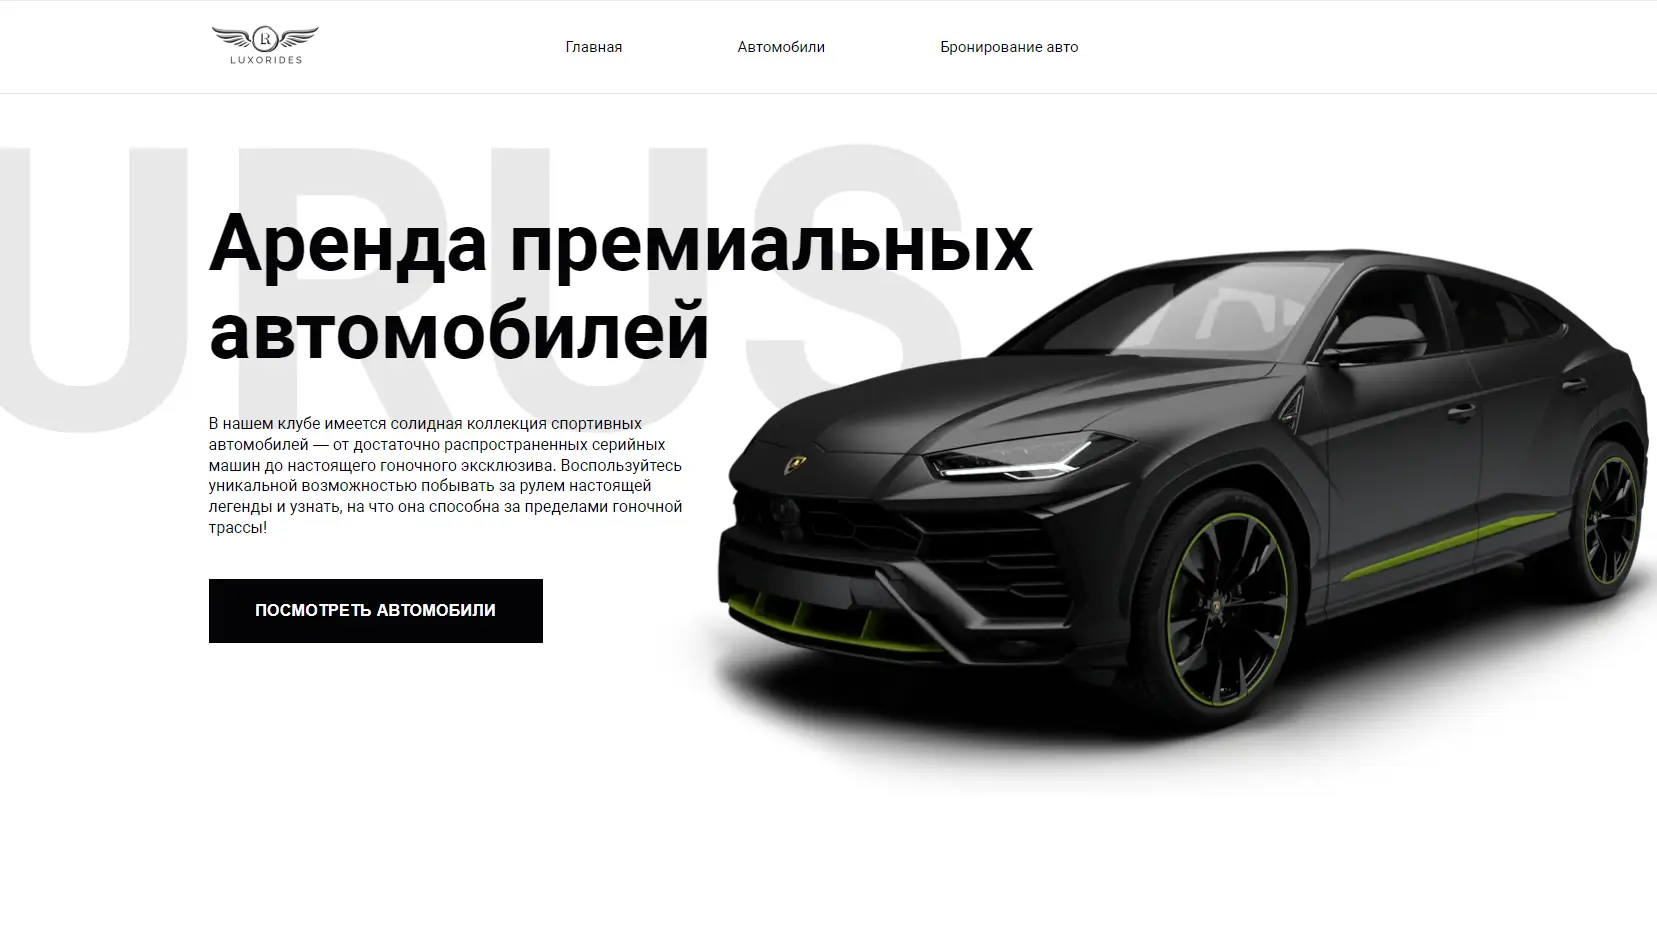 LR
LUXORIDES
Главная
Автомобили
Бронирование авто
URUS
Аренда премиальных
автомобилей
В нашем клубе имеется солидная коллекция спортивных
автомобилей — от достаточно распространенных серийных
машин до настоящего гоночного эксклюзива. Воспользуйтесь
уникальной возможностью побывать за рулем настоящей
легенды и узнать, на что она способна за пределами гоночной
трассы!
ПОСМОТРЕТЬ АВТОМОБИЛИ